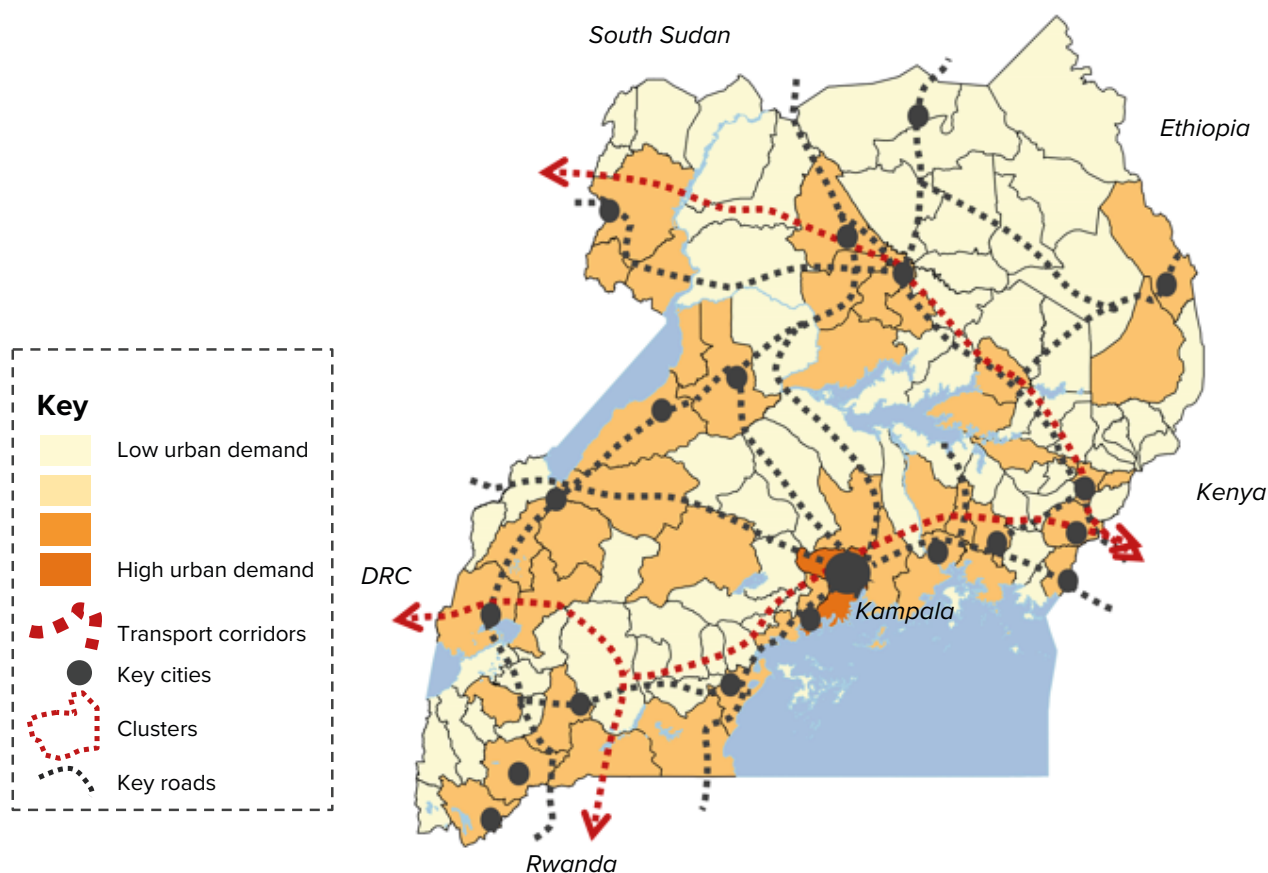 South Sudan
Ethiopia
Kenya
DRC
Kampala
Rwanda
Key
Low urban demand
High urban demand
Transport corridors
Key cities
Clusters
Key roads